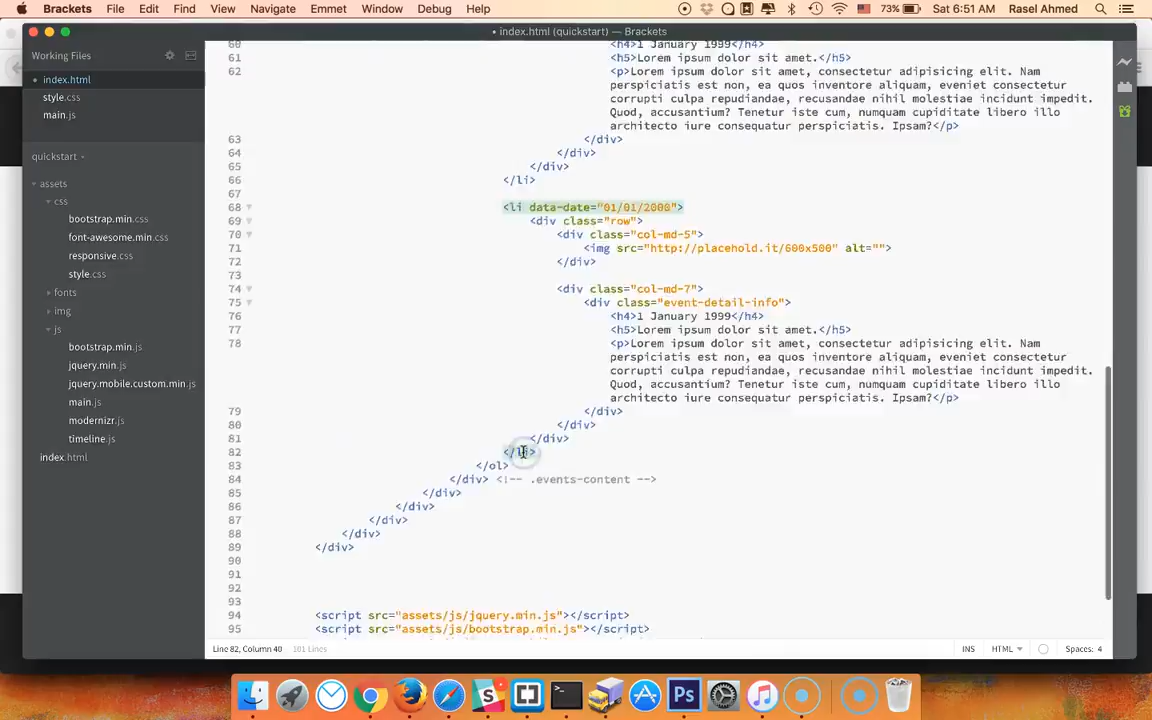 Brackets File Edit Find View Navigate Emmet Window Debug Help 73% Sat 6:51 AM Rasel Ahmed
• index.html (quickstart) — Brackets
Working Files
index.html
style.css
main.js
quickstart
assets
css
bootstrap.min.css
font-awesome.min.css
responsive.css
style.css
fonts
img
js
bootstrap.min.js
jquery.min.js
jquery.mobile.custom.min.js
main.js
modernizr.js
timeline.js
index.html
60 <h4>1 January 1999</h4>
61 <h5>Lorem ipsum dolor sit amet.</h5>
62 <p>Lorem ipsum dolor sit amet, consectetur adipisicing elit. Nam
perspiciatis est non, ea quos inventore aliquam, eveniet consectetur
corrupti culpa repudiandae, recusandae nihil molestiae incidunt impedit.
Quod, accusantium? Tenetur iste cum, numquam cupiditate libero illo
architecto iure consequatur perspiciatis. Ipsam?</p>
63 </div>
64 </div>
65 </div>
66 </li>
67
68 <li data-date="01/01/2000">
69 <div class="row">
70 <div class="col-md-5">
71 <img src="http://placehold.it/600x500" alt="">
72 </div>
73
74 <div class="col-md-7">
75 <div class="event-detail-info">
76 <h4>1 January 1999</h4>
77 <h5>Lorem ipsum dolor sit amet.</h5>
78 <p>Lorem ipsum dolor sit amet, consectetur adipisicing elit. Nam
perspiciatis est non, ea quos inventore aliquam, eveniet consectetur
corrupti culpa repudiandae, recusandae nihil molestiae incidunt impedit.
Quod, accusantium? Tenetur iste cum, numquam cupiditate libero illo
architecto iure consequatur perspiciatis. Ipsam?</p>
79 </div>
80 </div>
81 </div>
82 </li>
83 </ol>
84 </div> <!-- .events-content -->
85 </div>
86 </div>
87 </div>
88 </div>
89 </div>
90
91
92
93
94 <script src="assets/js/jquery.min.js"></script>
95 <script src="assets/js/bootstrap.min.js"></script>
Line 82, Column 40 101 Lines INS HTML Spaces: 4
Ps